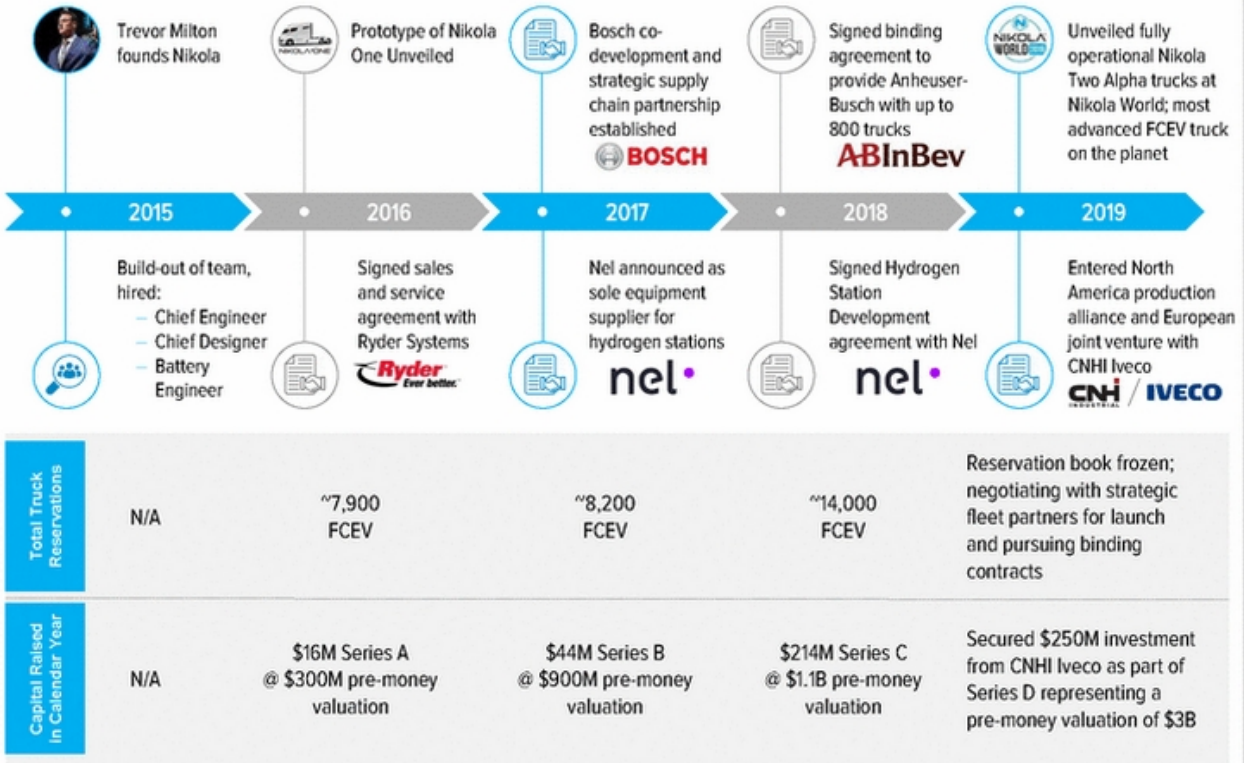 Trevor Milton
founds Nikola
NIKOLA ONE
Prototype of Nikola
One Unveiled
Bosch co-
development and
strategic supply
chain partnership
established
BOSCH
Signed binding
agreement to
provide Anheuser-
Busch with up to
800 trucks
ABInBev
NIKOLA
WORLD
Unveiled fully
operational Nikola
Two Alpha trucks at
Nikola World; most
advanced FCEV truck
on the planet
2015
2016
2017
2018
2019
Build-out of team,
hired:
– Chief Engineer
– Chief Designer
– Battery
Engineer
Signed sales
and service
agreement with
Ryder Systems
Ryder
Ever better.
Nel announced as
sole equipment
supplier for
hydrogen stations
nel
Signed Hydrogen
Station
Development
agreement with Nel
nel
Entered North
America production
alliance and European
joint venture with
CNHI Iveco
CNH
INDUSTRIAL
/ IVECO
Total Truck
Reservations
N/A
~7,900
FCEV
~8,200
FCEV
~14,000
FCEV
Reservation book frozen;
negotiating with strategic
fleet partners for launch
and pursuing binding
contracts
Capital Raised
in Calendar Year
N/A
$16M Series A
@ $300M pre-money
valuation
$44M Series B
@ $900M pre-money
valuation
$214M Series C
@ $1.1B pre-money
valuation
Secured $250M investment
from CNHI Iveco as part of
Series D representing a
pre-money valuation of $3B